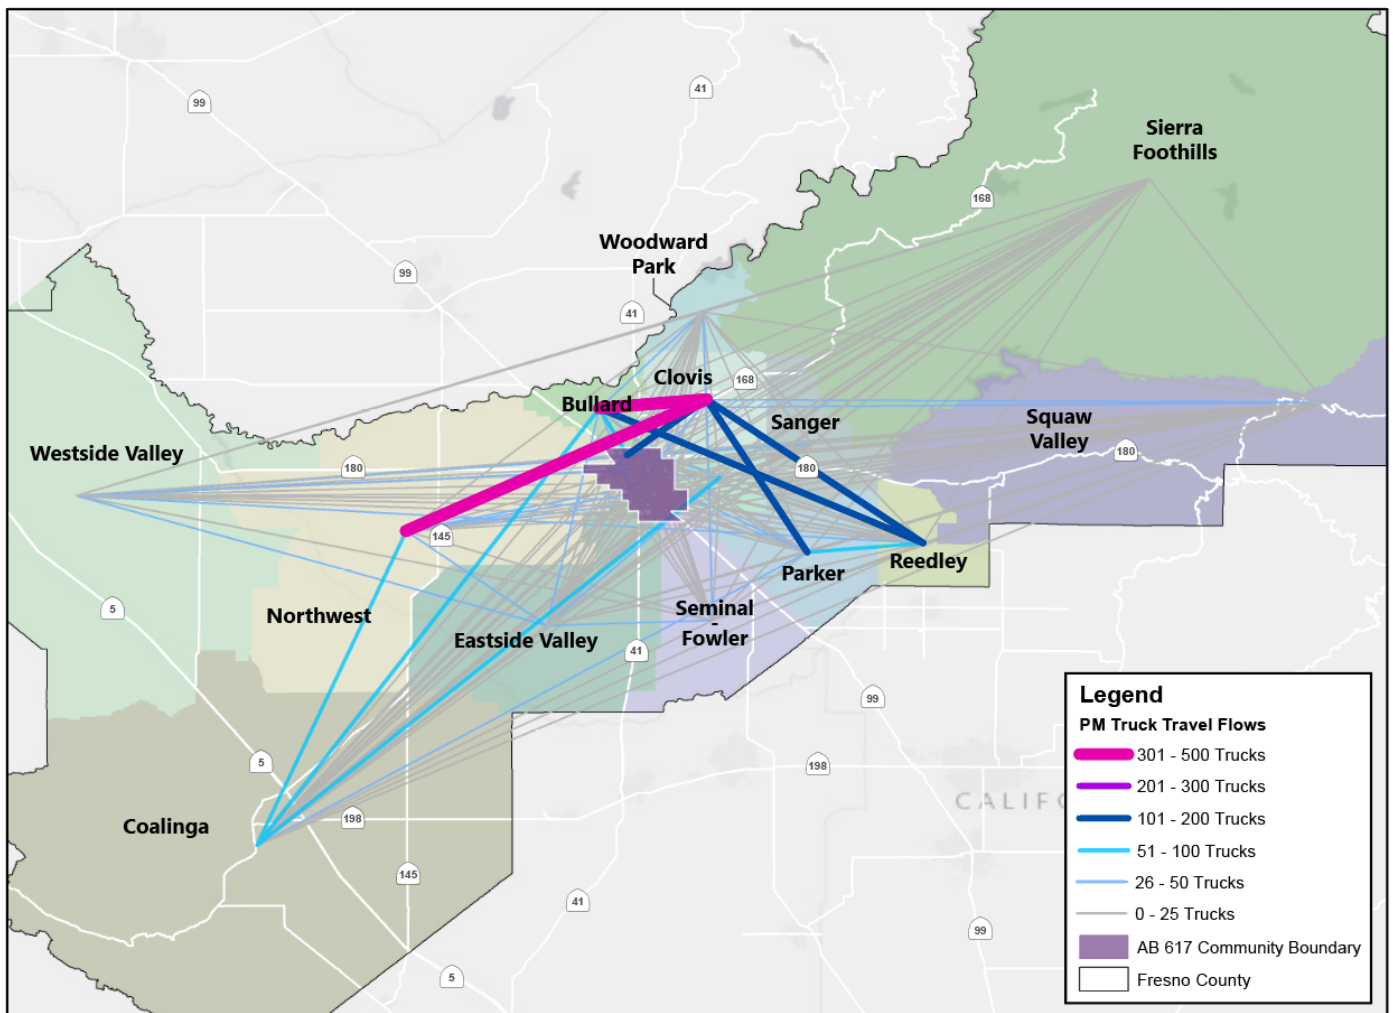 99
41
Sierra
Foothills
168
Woodward
Park
99
41
Clovis
168
Bullard
Sanger
Squaw
Valley
Westside Valley
180
180
180
145
Parker
Reedley
5
Northwest
Seminal
-
Fowler
Eastside Valley
41
99
5
198
Coalinga
198
CALIFO
145
41
99
5
Legend
PM Truck Travel Flows
301 - 500 Trucks
201 - 300 Trucks
101 - 200 Trucks
51 - 100 Trucks
26 - 50 Trucks
0 - 25 Trucks
AB 617 Community Boundary
Fresno County